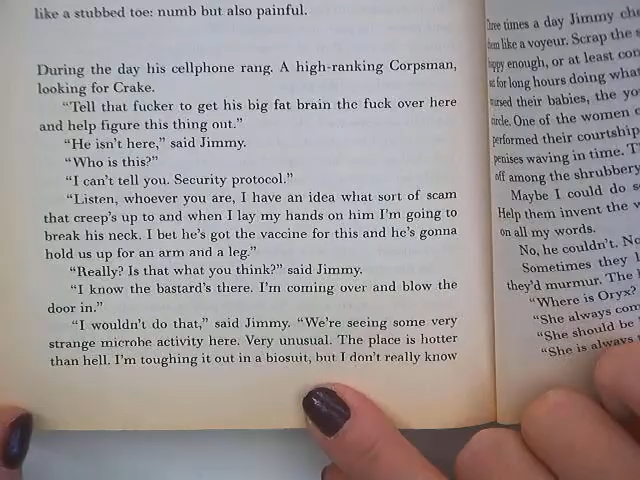 like a stubbed toe: numb but also painful.
During the day his cellphone rang. A high-ranking Corpsman,
looking for Crake.
“Tell that fucker to get his big fat brain the fuck over here
and help figure this thing out.”
“He isn't here,” said Jimmy.
“Who is this?”
“I can't tell you. Security protocol.”
“Listen, whoever you are, I have an idea what sort of scam
that creep's up to and when I lay my hands on him I'm going to
break his neck. I bet he's got the vaccine for this and he's gonna
hold us up for an arm and a leg.”
“Really? Is that what you think?” said Jimmy.
“I know the bastard's there. I'm coming over and blow the
door in.”
“I wouldn't do that,” said Jimmy. “We're seeing some very
strange microbe activity here. Very unusual. The place is hotter
than hell. I'm toughing it out in a biosuit, but I don't really know
times a day Jimmy
like a voyeur. Scrap the
enough, or at least
for long hours doing
their babies, the
One of the women
performed their courtship
penises waving in time.
off among the shrubbery
Maybe I could do
Help them invent the
on all my words.
No, he couldn't.
Sometimes they
they'd murmur. The
“Where is Oryx?
“She always
“She should be
“She is always